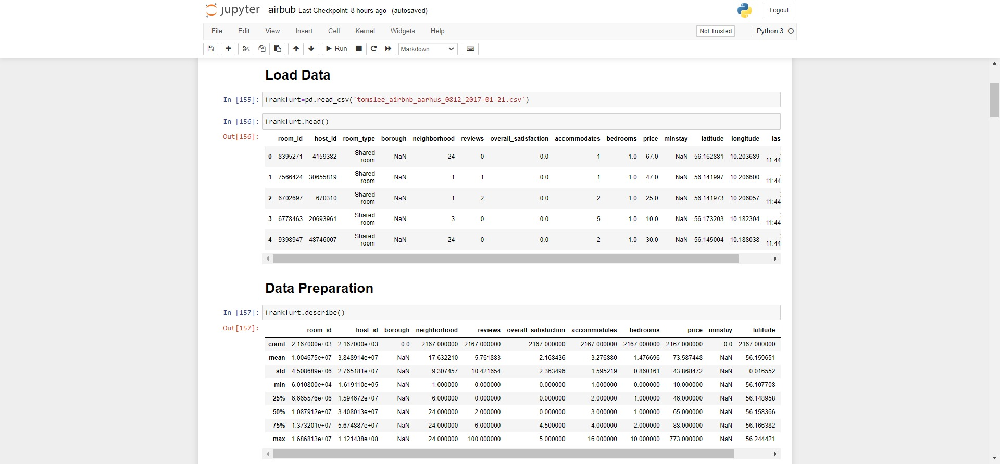 jupyter airbub Last Checkpoint: 8 hours ago (autosaved) Logout
File Edit View Insert Cell Kernel Widgets Help Not Trusted Python 3
Run Markdown
Load Data
In [155]: frankfurt=pd.read_csv('tomslee_airbnb_aarhus_0812_2017-01-21.csv')
In [156]: frankfurt.head()
Out[156]:
room_id host_id room_type borough neighborhood reviews overall_satisfaction accommodates bedrooms price minstay latitude longitude las
0 8395271 4159382 Shared room NaN 24 0 0.0 1 1.0 67.0 NaN 56.162881 10.203689 11:44
1 7566424 30655819 Shared room NaN 1 1 0.0 1 1.0 47.0 NaN 56.141997 10.206600 11:44
2 6702697 670310 Shared room NaN 1 2 0.0 2 1.0 25.0 NaN 56.141973 10.206057 11:44
3 6778463 20693961 Shared room NaN 3 0 0.0 5 1.0 10.0 NaN 56.173203 10.182304 11:44
4 9398947 48746007 Shared room NaN 24 0 0.0 2 1.0 30.0 NaN 56.145004 10.188038 11:44
Data Preparation
In [157]: frankfurt.describe()
Out[157]:
room_id host_id borough neighborhood reviews overall_satisfaction accommodates bedrooms price minstay latitude
count 2.167000e+03 2.167000e+03 0.0 2167.000000 2167.000000 2167.000000 2167.000000 2167.000000 2167.000000 0.0 2167.000000
mean 1.004675e+07 3.848914e+07 NaN 17.632210 5.761883 2.168436 3.276880 1.476696 73.587448 NaN 56.159651
std 4.508689e+06 2.765181e+07 NaN 9.307457 10.421654 2.363496 1.595219 0.860161 43.868472 NaN 0.016552
min 6.010800e+04 1.619110e+05 NaN 1.000000 0.000000 0.000000 1.000000 0.000000 10.000000 NaN 56.107708
25% 6.665576e+06 1.594672e+07 NaN 6.000000 0.000000 0.000000 2.000000 1.000000 46.000000 NaN 56.148958
50% 1.087912e+07 3.408013e+07 NaN 24.000000 2.000000 0.000000 3.000000 1.000000 65.000000 NaN 56.158366
75% 1.373201e+07 5.674887e+07 NaN 24.000000 6.000000 4.500000 4.000000 2.000000 88.000000 NaN 56.166382
max 1.686813e+07 1.121438e+08 NaN 24.000000 100.000000 5.000000 16.000000 10.000000 773.000000 NaN 56.244421